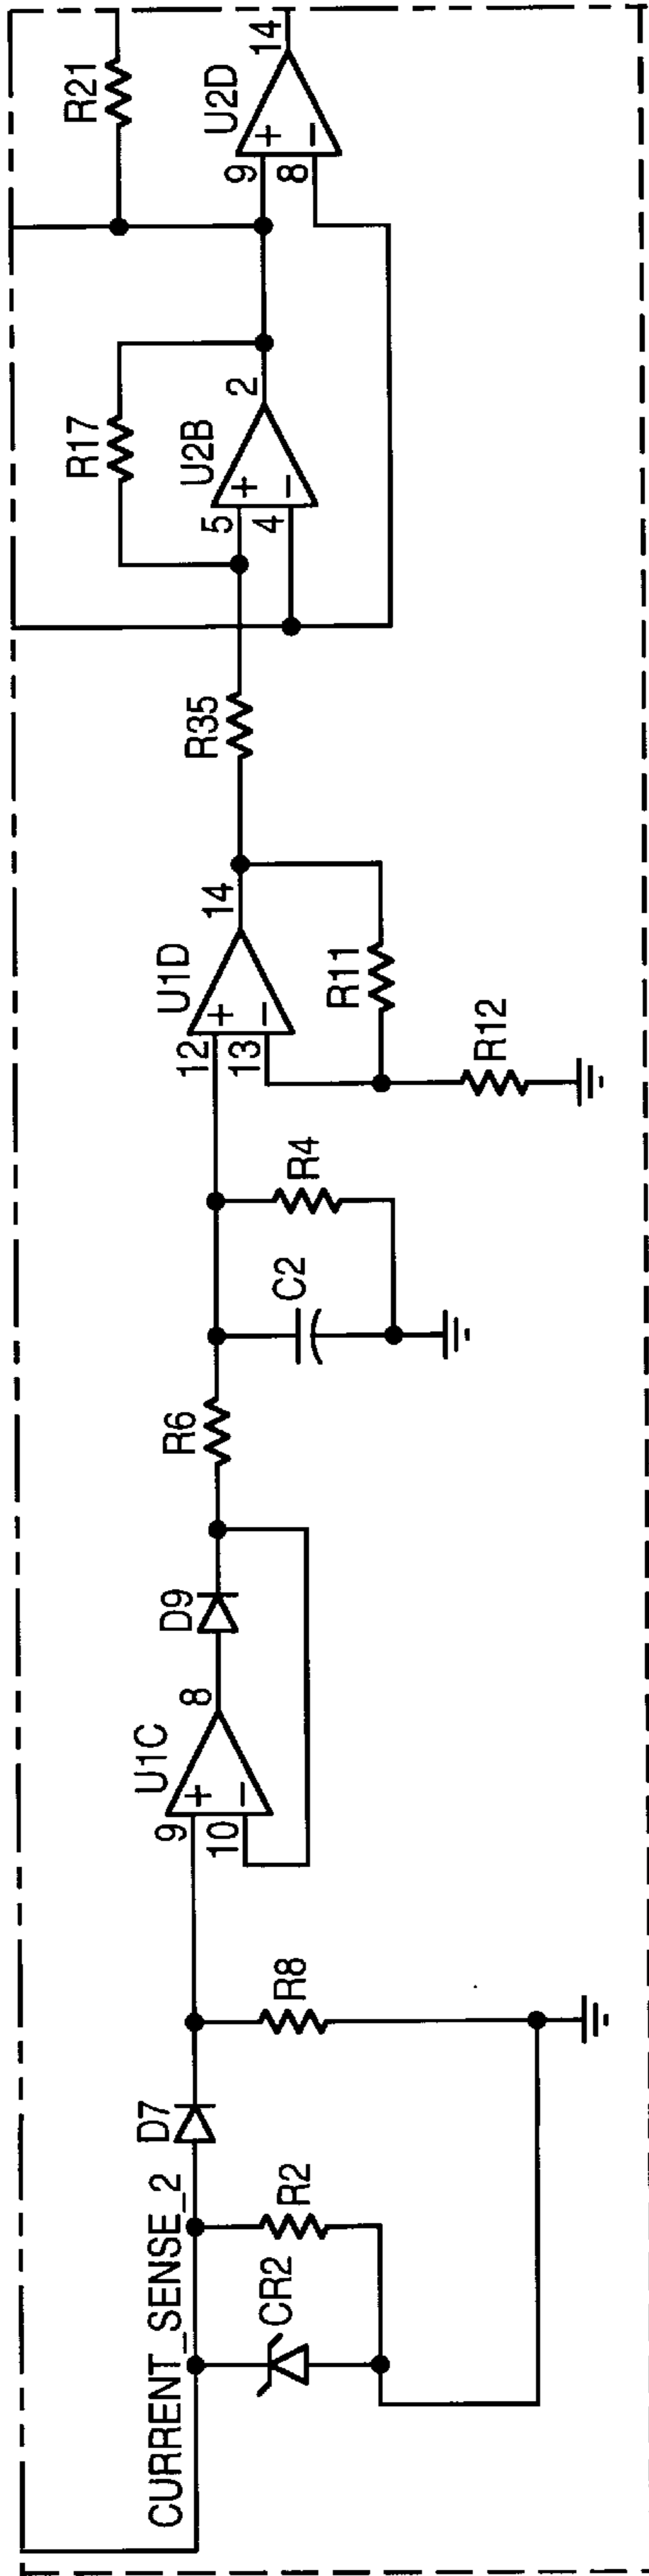 CURRENT_SENSE_2
CR2
R2
D7
R8
9
10
U1C
+
−
8
D9
R6
C2
R4
12
13
U1D
+
−
14
R11
R12
R35
5
4
U2B
+
−
2
R17
R21
9
8
U2D
+
−
14